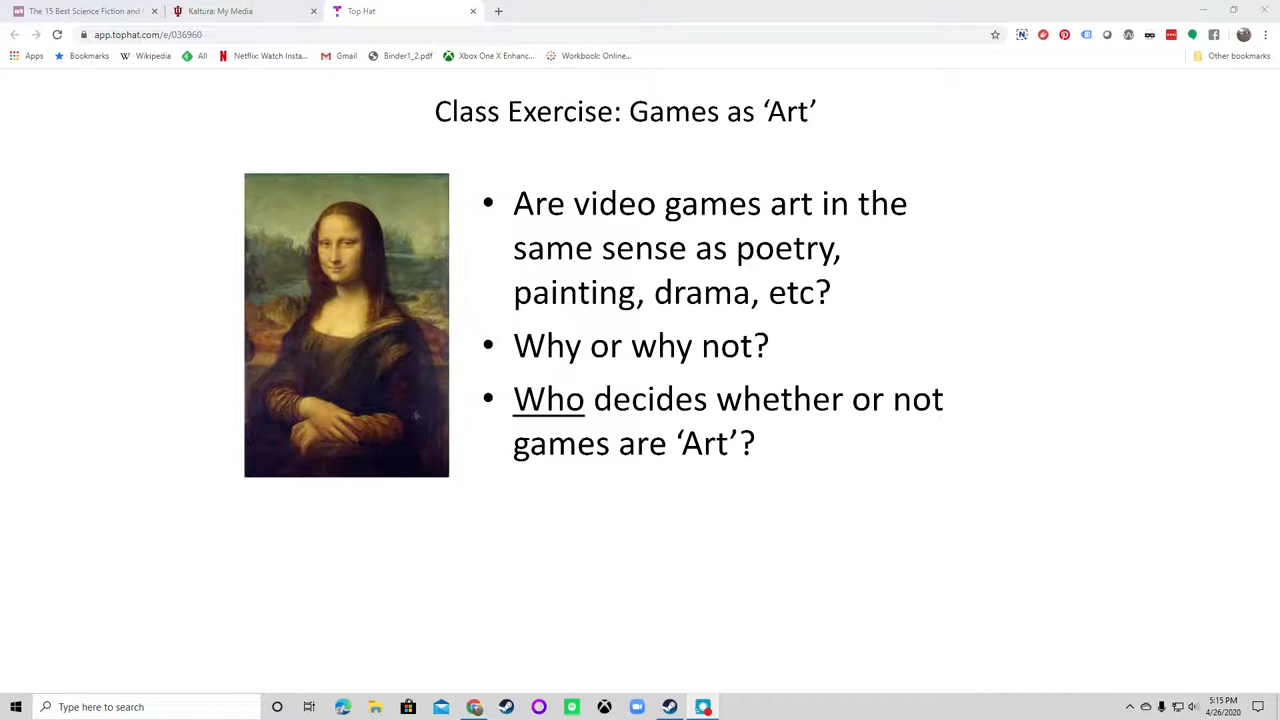 The 15 Best Science Fiction and
Kaltura: My Media
Top Hat
app.tophat.com/e/036960
Apps
Bookmarks
Wikipedia
All
Netflix: Watch Insta...
Gmail
Binder1_2.pdf
Xbox One X Enhanc...
Workbook: Online...
Other bookmarks
Class Exercise: Games as ‘Art’
• Are video games art in the
same sense as poetry,
painting, drama, etc?
• Why or why not?
• Who decides whether or not
games are ‘Art’?
Type here to search
5:15 PM
4/26/2020